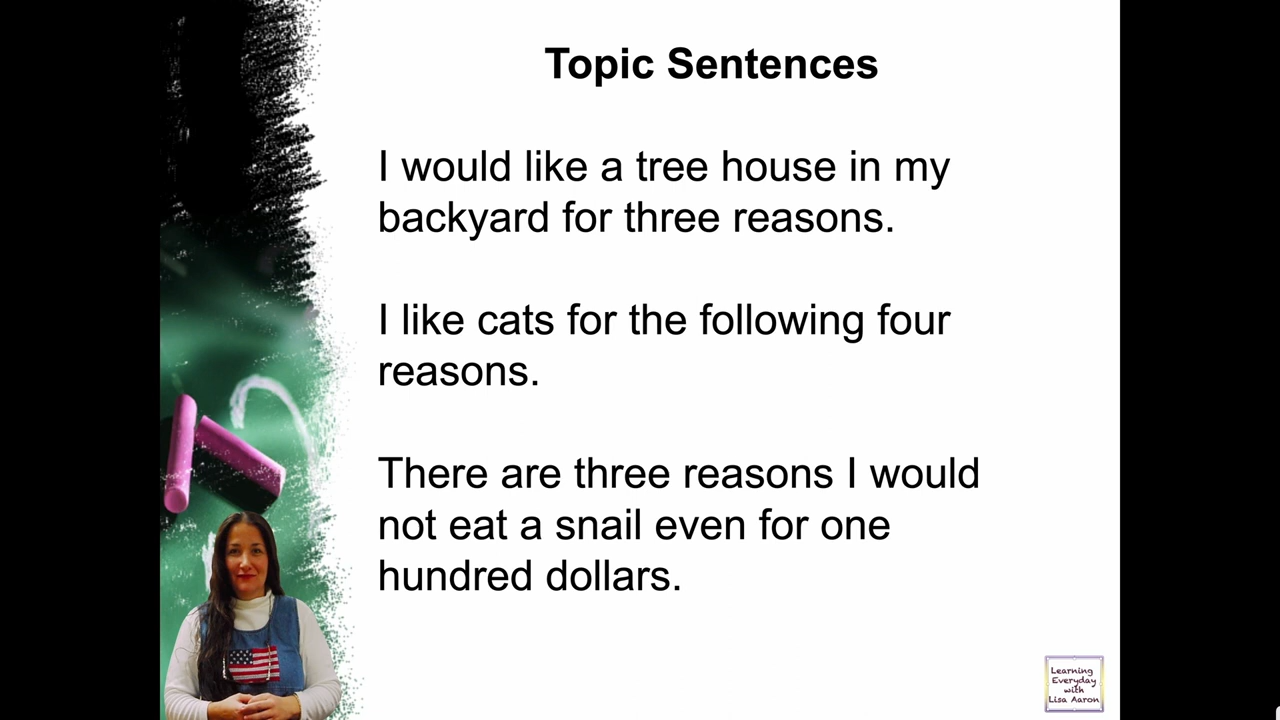 Topic Sentences
I would like a tree house in my
backyard for three reasons.
I like cats for the following four
reasons.
There are three reasons I would
not eat a snail even for one
hundred dollars.
Learning
Everyday
with
Lisa Aaron